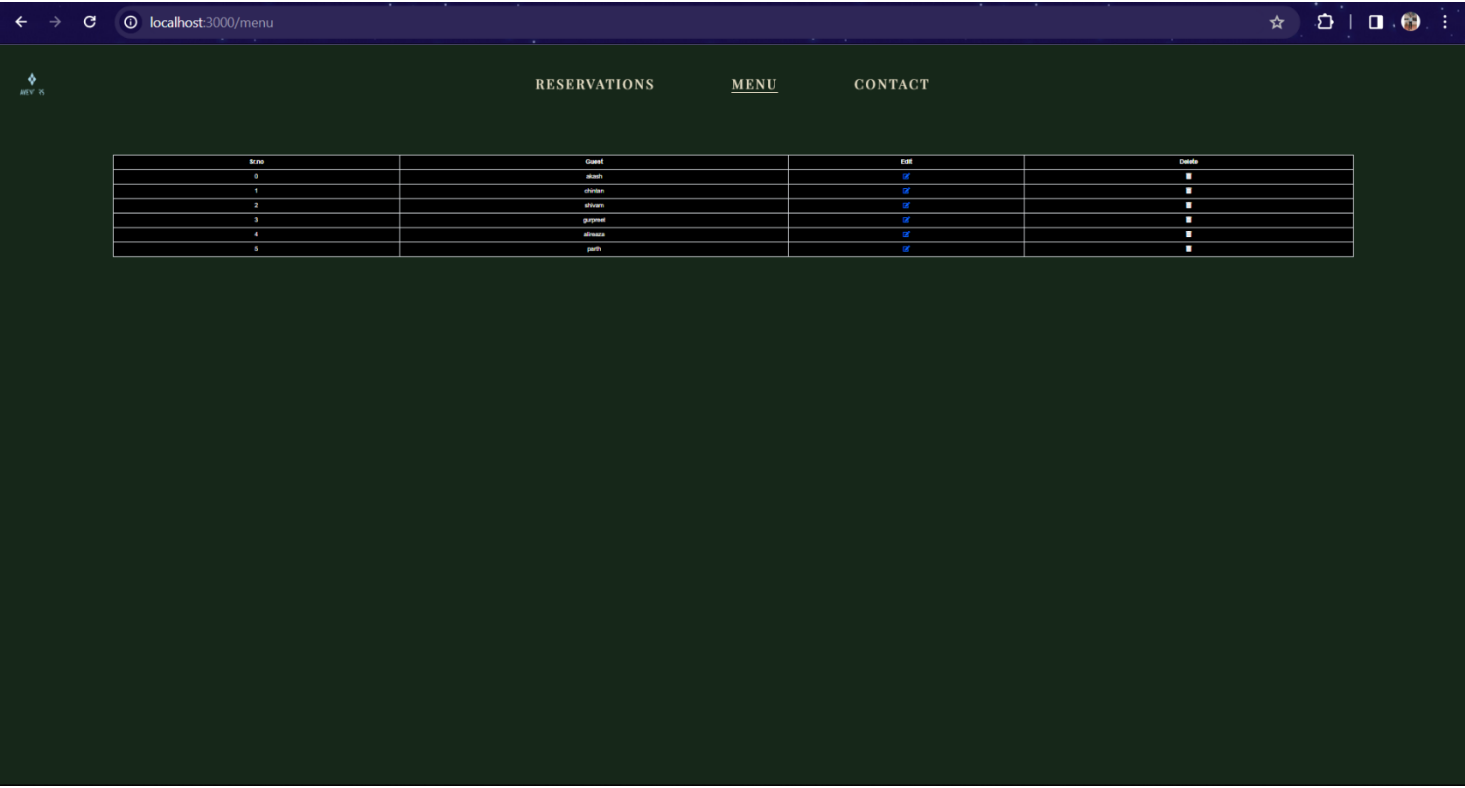 localhost:3000/menu
RESERVATIONS MENU CONTACT
Sr.no Guest Edit Delete
0 akash
1 chintan
2 shivam
3 gurpreet
4 alireaza
5 parth